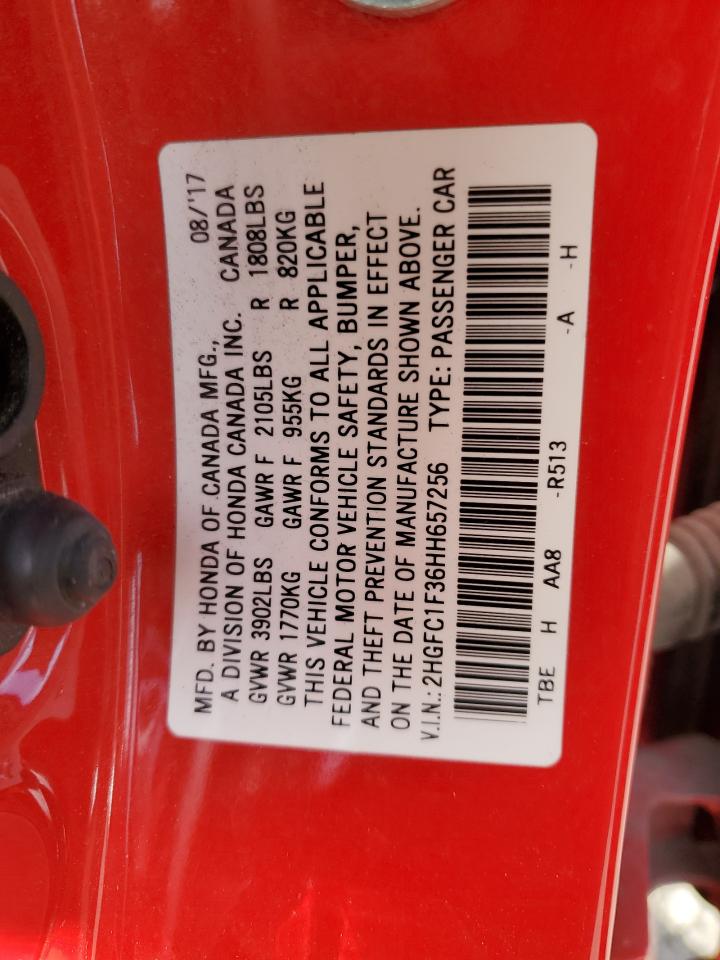 MFD. BY HONDA OF CANADA MFG., 08/'17
A DIVISION OF HONDA CANADA INC. CANADA
GVWR 3902LBS GAWR F 2105LBS R 1808LBS
GVWR 1770KG GAWR F 955KG R 820KG
THIS VEHICLE CONFORMS TO ALL APPLICABLE
FEDERAL MOTOR VEHICLE SAFETY, BUMPER,
AND THEFT PREVENTION STANDARDS IN EFFECT
ON THE DATE OF MANUFACTURE SHOWN ABOVE.
V.I.N.: 2HGFC1F36HH657256 TYPE: PASSENGER CAR
TBE H AA8 -R513 -A -H